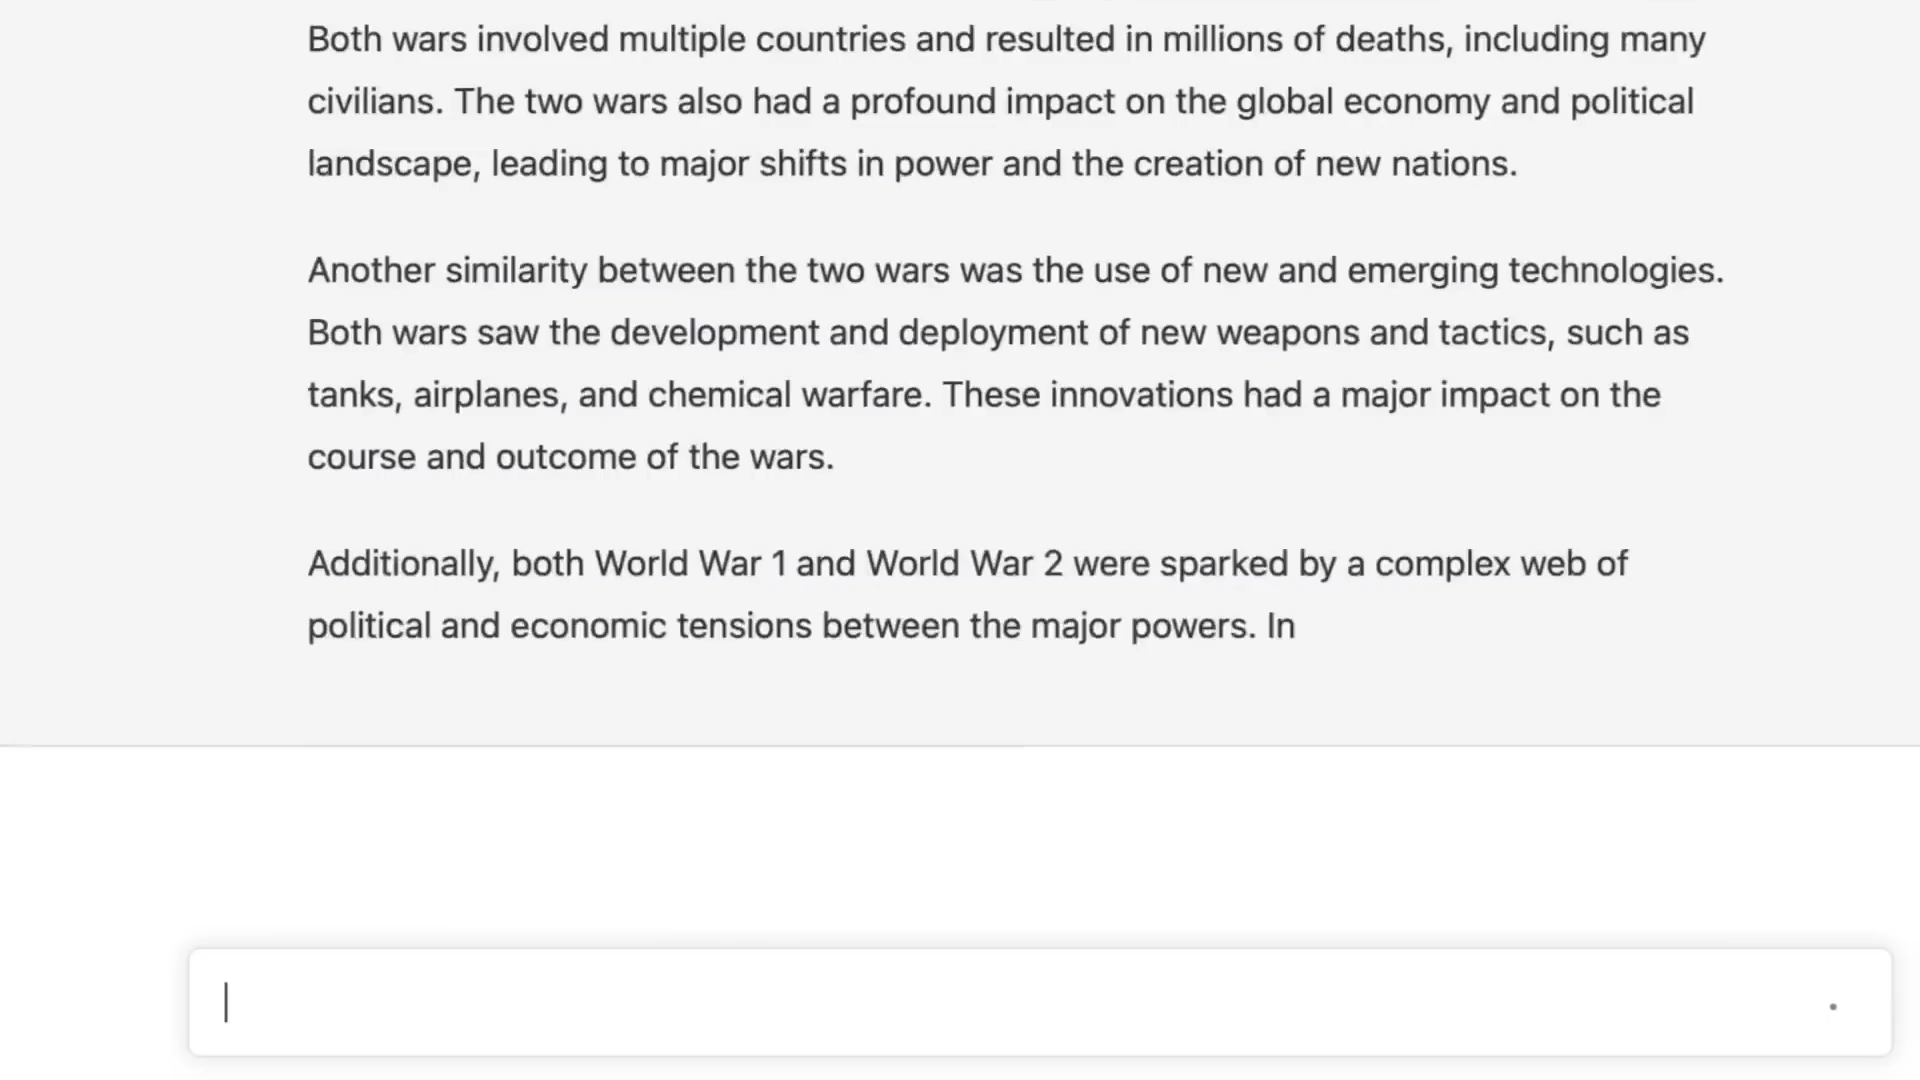 Both wars involved multiple countries and resulted in millions of deaths, including many
civilians. The two wars also had a profound impact on the global economy and political
landscape, leading to major shifts in power and the creation of new nations.
Another similarity between the two wars was the use of new and emerging technologies.
Both wars saw the development and deployment of new weapons and tactics, such as
tanks, airplanes, and chemical warfare. These innovations had a major impact on the
course and outcome of the wars.
Additionally, both World War 1 and World War 2 were sparked by a complex web of
political and economic tensions between the major powers. In